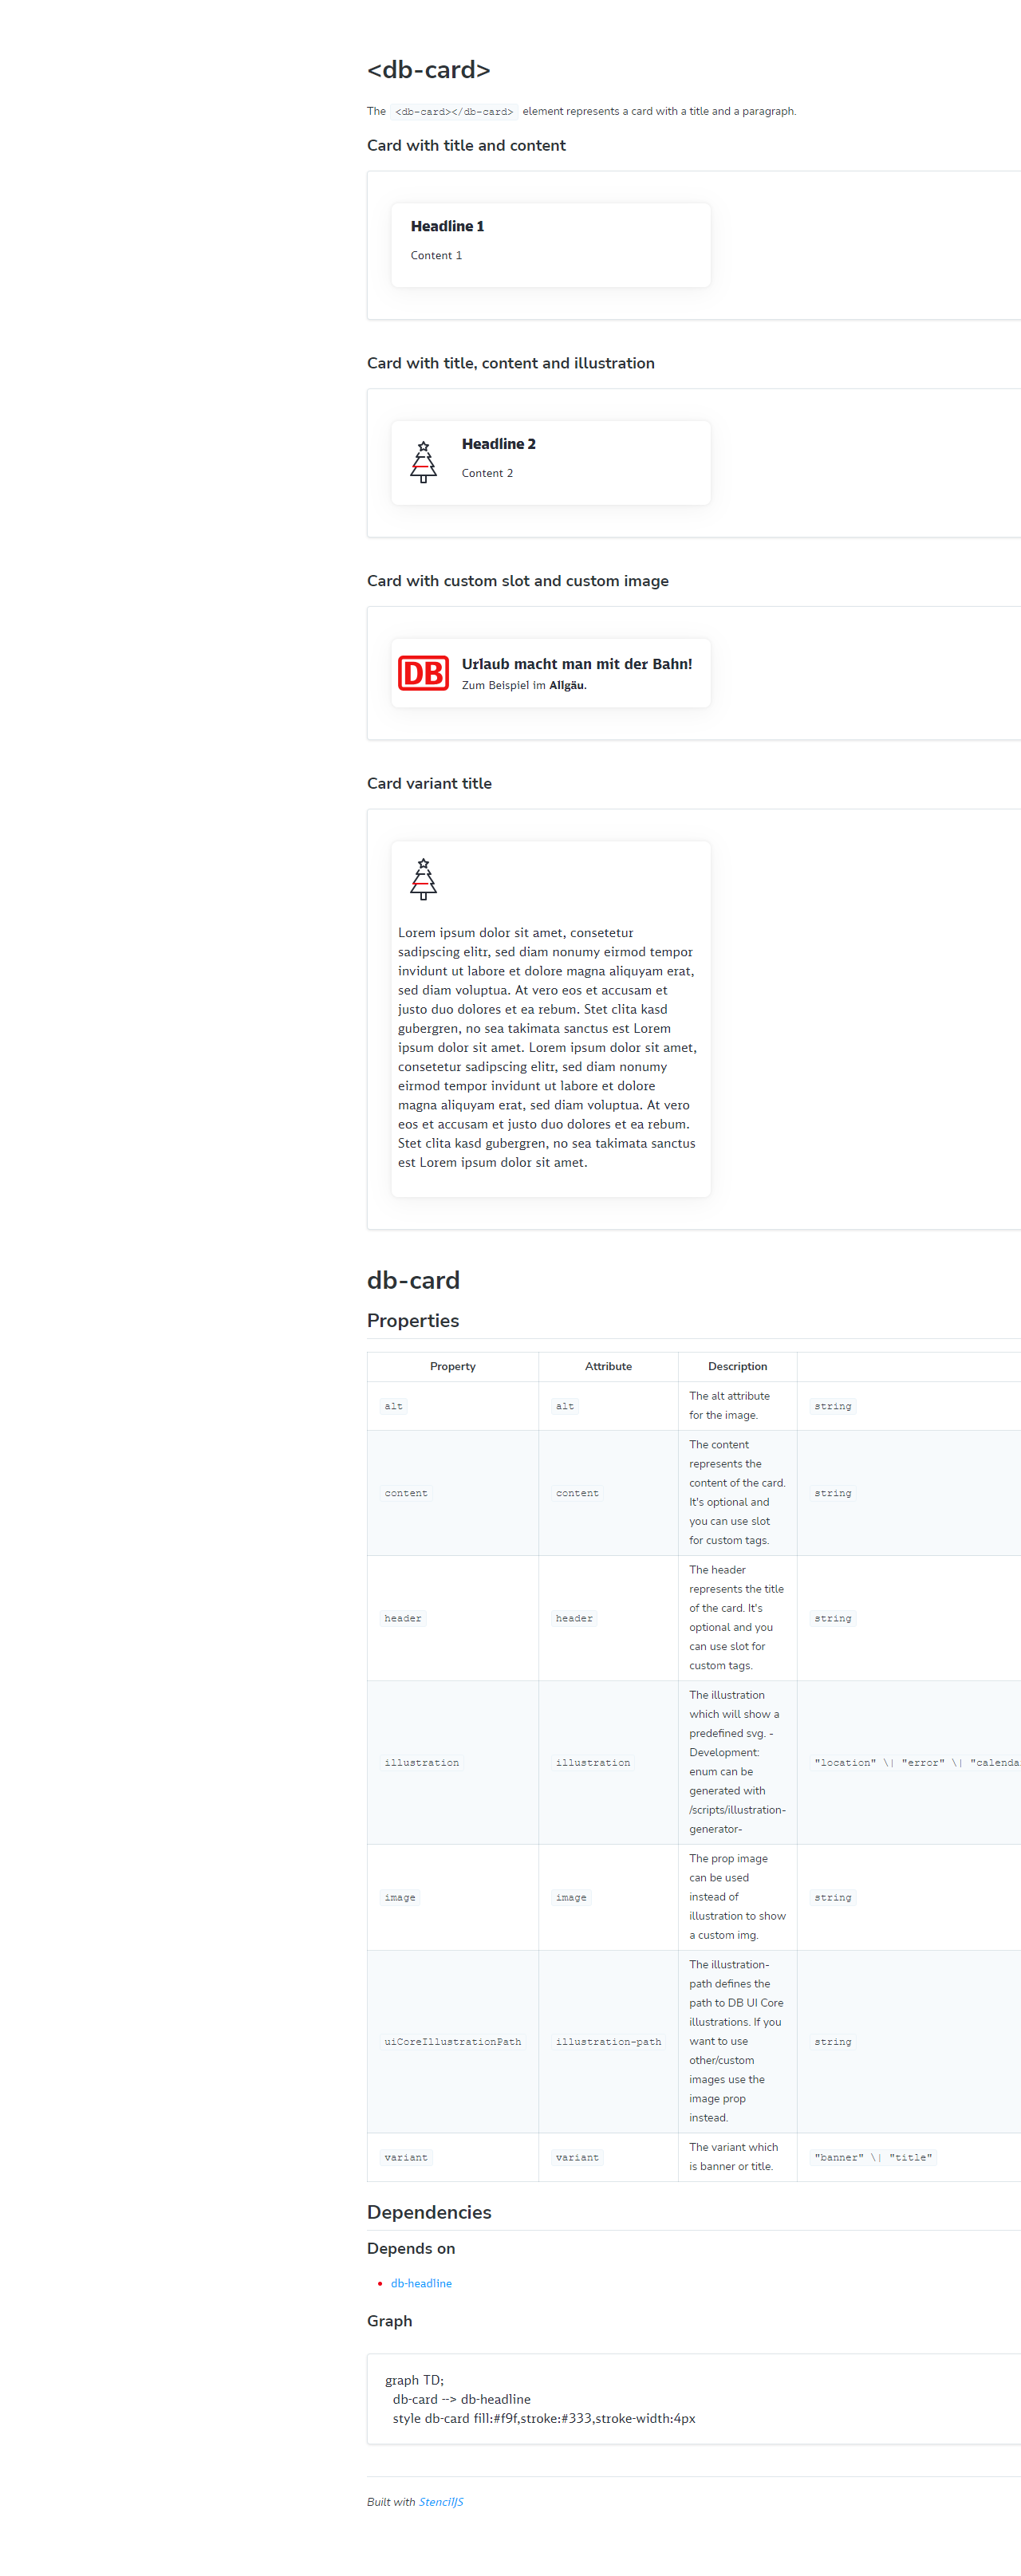 <db-card>
The <db-card></db-card> element represents a card with a title and a paragraph.
Card with title and content
Headline 1
Content 1
Card with title, content and illustration
Headline 2
Content 2
Card with custom slot and custom image
DB
Urlaub macht man mit der Bahn!
Zum Beispiel im Allgäu.
Card variant title
Lorem ipsum dolor sit amet, consetetur
sadipscing elitr, sed diam nonumy eirmod tempor
invidunt ut labore et dolore magna aliquyam erat,
sed diam voluptua. At vero eos et accusam et
justo duo dolores et ea rebum. Stet clita kasd
gubergren, no sea takimata sanctus est Lorem
ipsum dolor sit amet. Lorem ipsum dolor sit amet,
consetetur sadipscing elitr, sed diam nonumy
eirmod tempor invidunt ut labore et dolore
magna aliquyam erat, sed diam voluptua. At vero
eos et accusam et justo duo dolores et ea rebum.
Stet clita kasd gubergren, no sea takimata sanctus
est Lorem ipsum dolor sit amet.
db-card
Properties
Property Attribute Description
alt alt The alt attribute
for the image. string
content content The content
represents the
content of the card.
It's optional and
you can use slot
for custom tags. string
header header The header
represents the title
of the card. It's
optional and you
can use slot for
custom tags. string
illustration illustration The illustration
which will show a
predefined svg. -
Development:
enum can be
generated with
/scripts/illustration-
generator- "location" \| "error" \| "calenda
image image The prop image
can be used
instead of
illustration to show
a custom img. string
uiCoreIllustrationPath illustration-path The illustration-
path defines the
path to DB UI Core
illustrations. If you
want to use
other/custom
images use the
image prop
instead. string
variant variant The variant which
is banner or title. "banner" \| "title"
Dependencies
Depends on
db-headline
Graph
graph TD;
db-card --> db-headline
style db-card fill:#f9f,stroke:#333,stroke-width:4px
Built with StencilJS